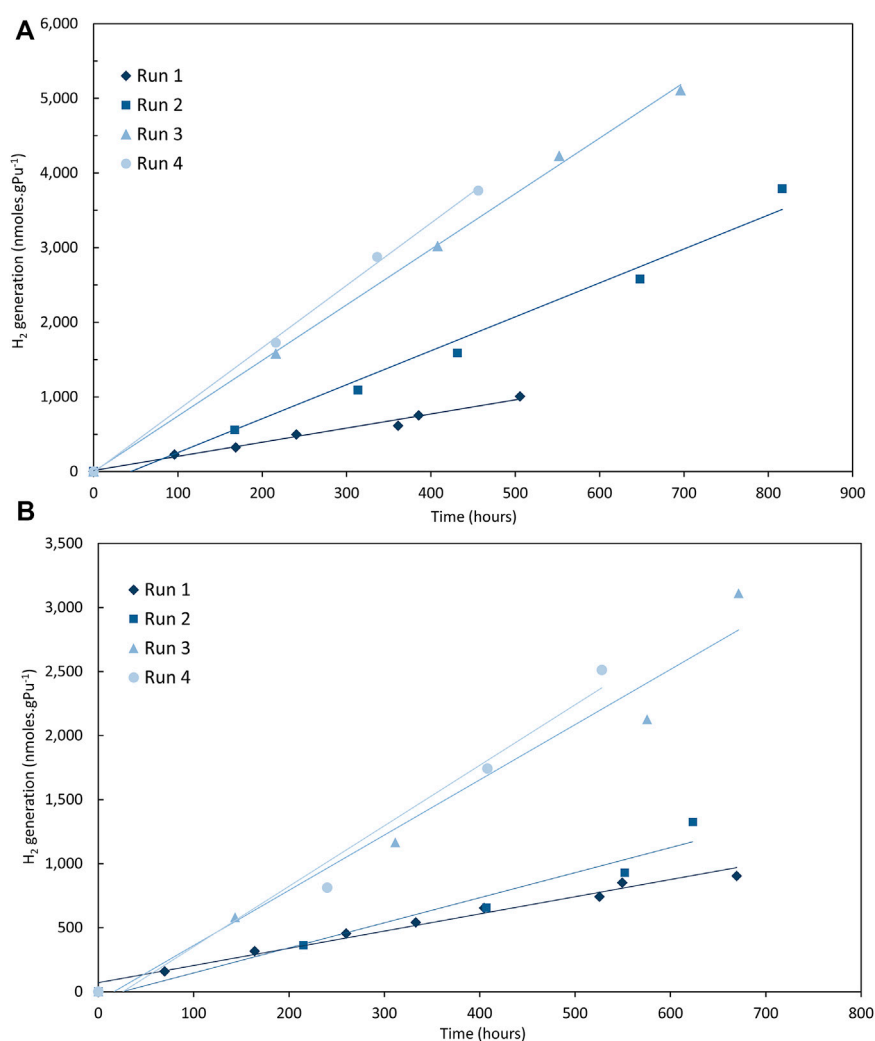 A
H₂ generation (nmoles.gPu⁻¹)
6,000
5,000
4,000
3,000
2,000
1,000
0
Run 1
Run 2
Run 3
Run 4
0 100 200 300 400 500 600 700 800 900
Time (hours)
B
H₂ generation (nmoles.gPu⁻¹)
3,500
3,000
2,500
2,000
1,500
1,000
500
0
Run 1
Run 2
Run 3
Run 4
0 100 200 300 400 500 600 700 800
Time (hours)